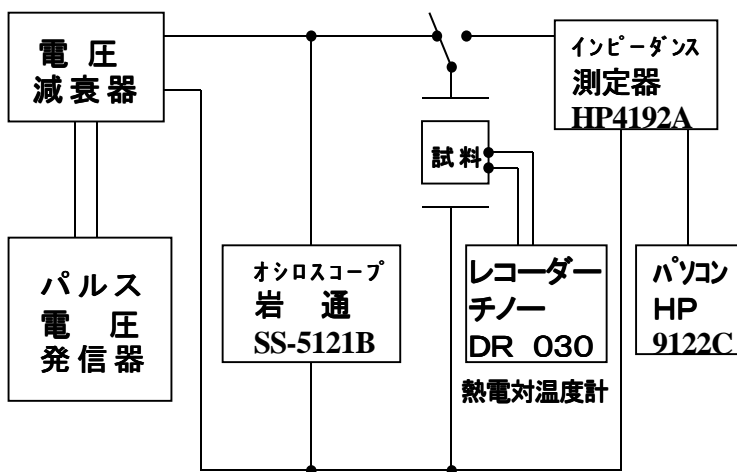 電 圧
減衰器
パルス
電 圧
発信器
オシロスコープ
岩 通
SS-5121B
試料
インピーダンス
測定器
HP4192A
レコーダー
チノー
DR 030
熱電対温度計
パソコン
HP
9122C